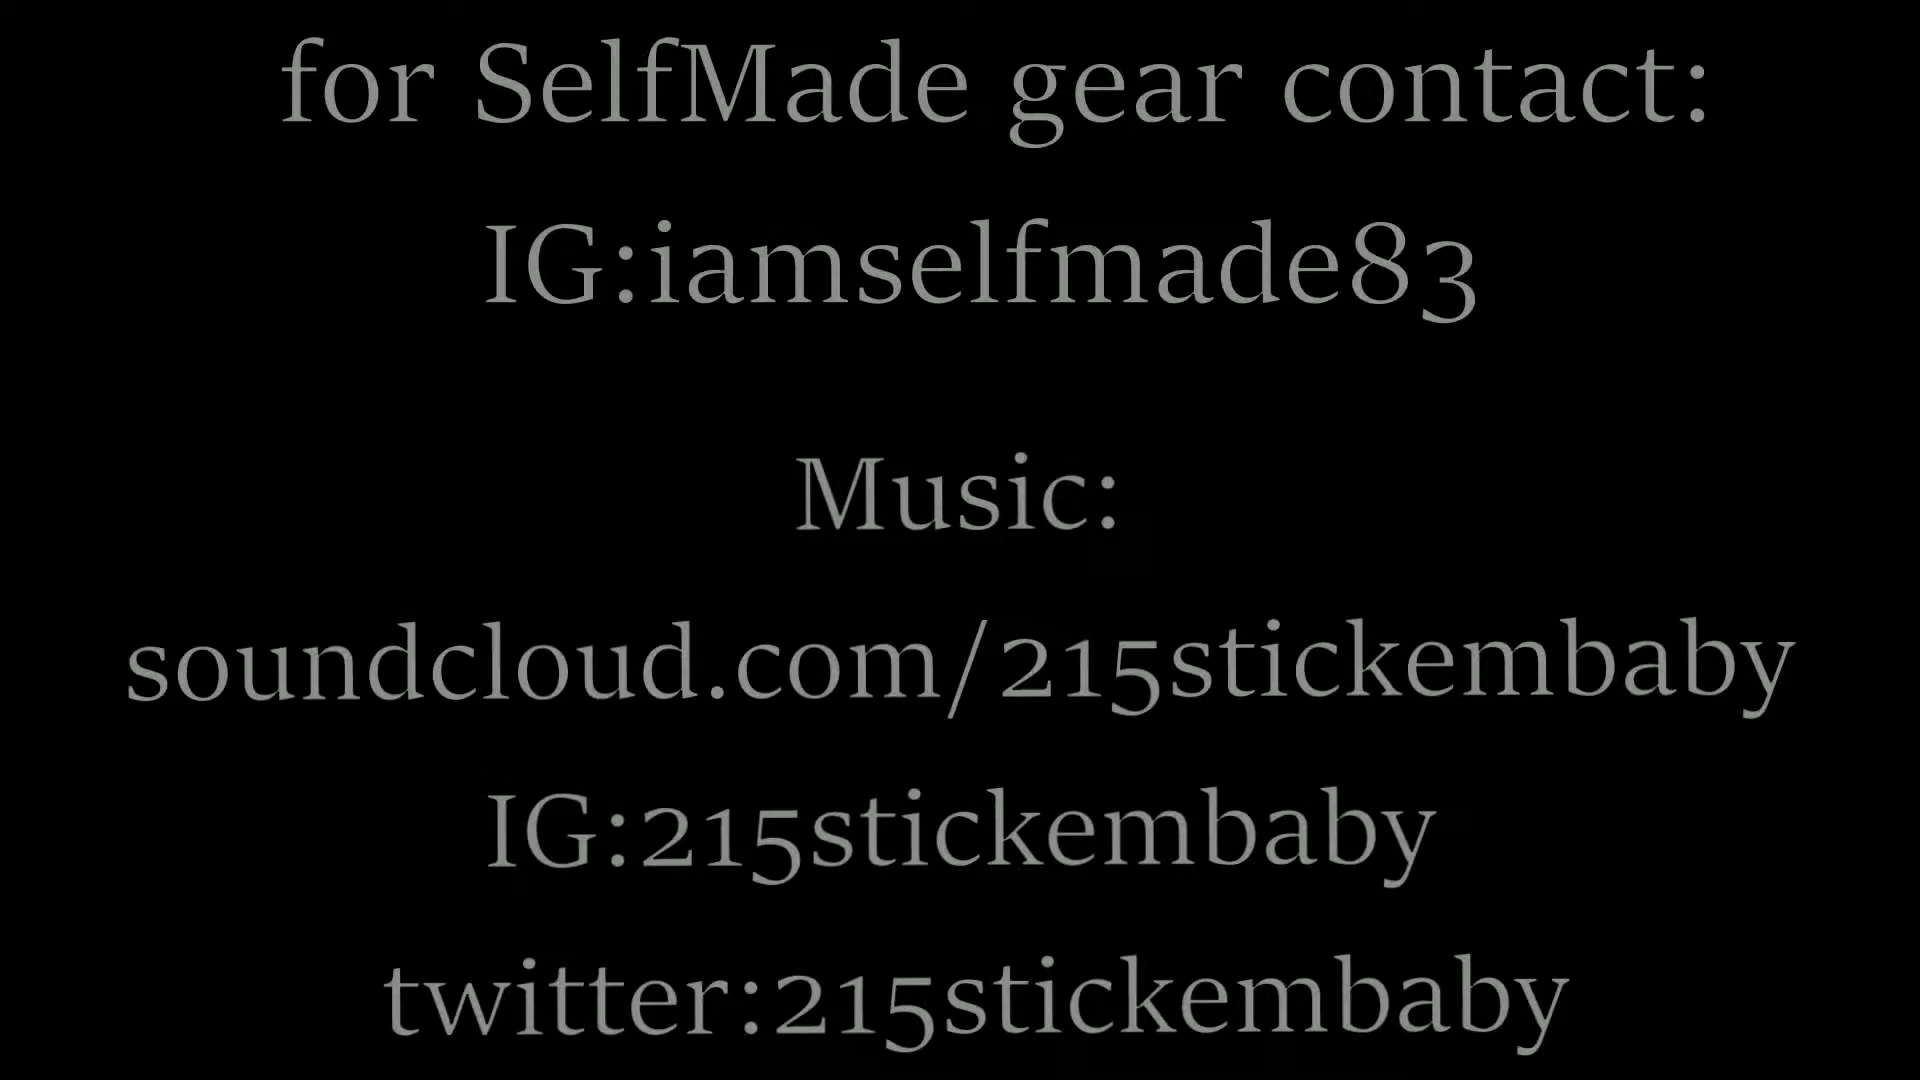 for SelfMade gear contact:
IG:iamselfmade83
Music:
soundcloud.com/215stickembaby
IG:215stickembaby
twitter:215stickembaby